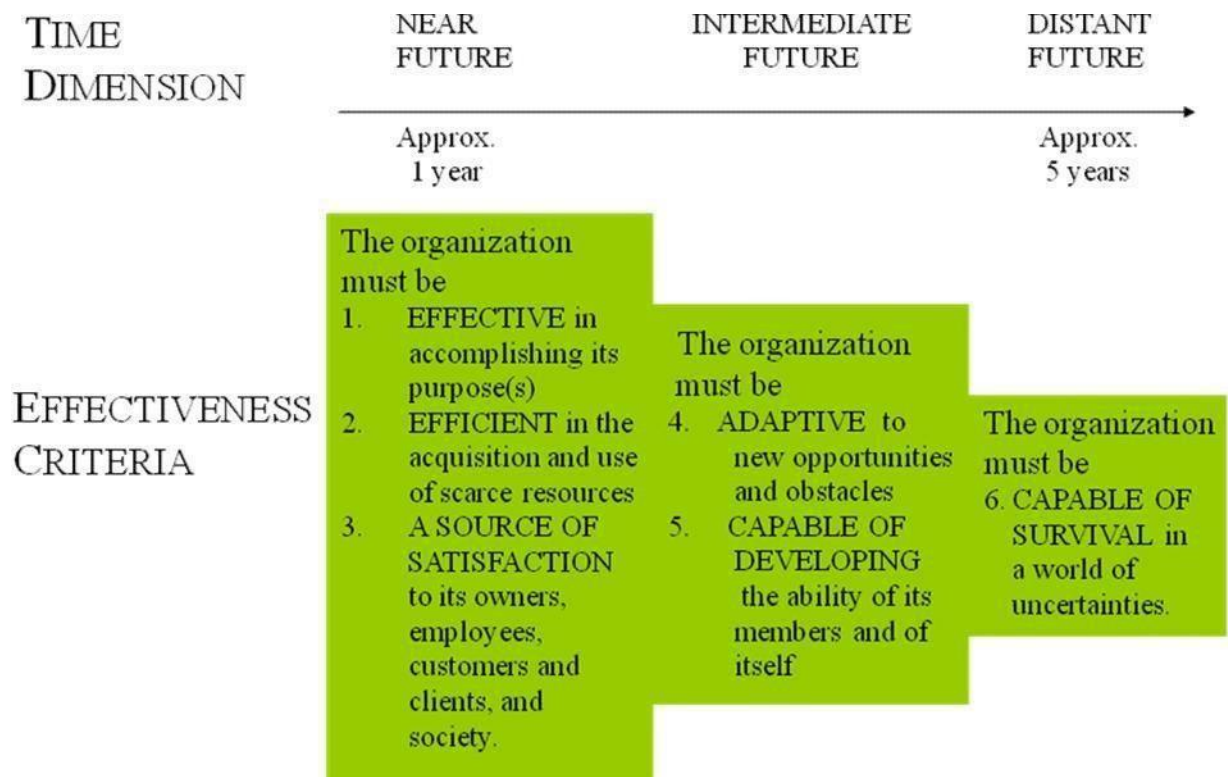 TIME
DIMENSION
NEAR
FUTURE
INTERMEDIATE
FUTURE
DISTANT
FUTURE
Approx.
1 year
Approx.
5 years
EFFECTIVENESS
CRITERIA
The organization
must be
1. EFFECTIVE in
accomplishing its
purpose(s)
2. EFFICIENT in the
acquisition and use
of scarce resources
3. A SOURCE OF
SATISFACTION
to its owners,
employees,
customers and
clients, and
society.
The organization
must be
4. ADAPTIVE to
new opportunities
and obstacles
5. CAPABLE OF
DEVELOPING
the ability of its
members and of
itself
The organization
must be
6. CAPABLE OF
SURVIVAL in
a world of
uncertainties.